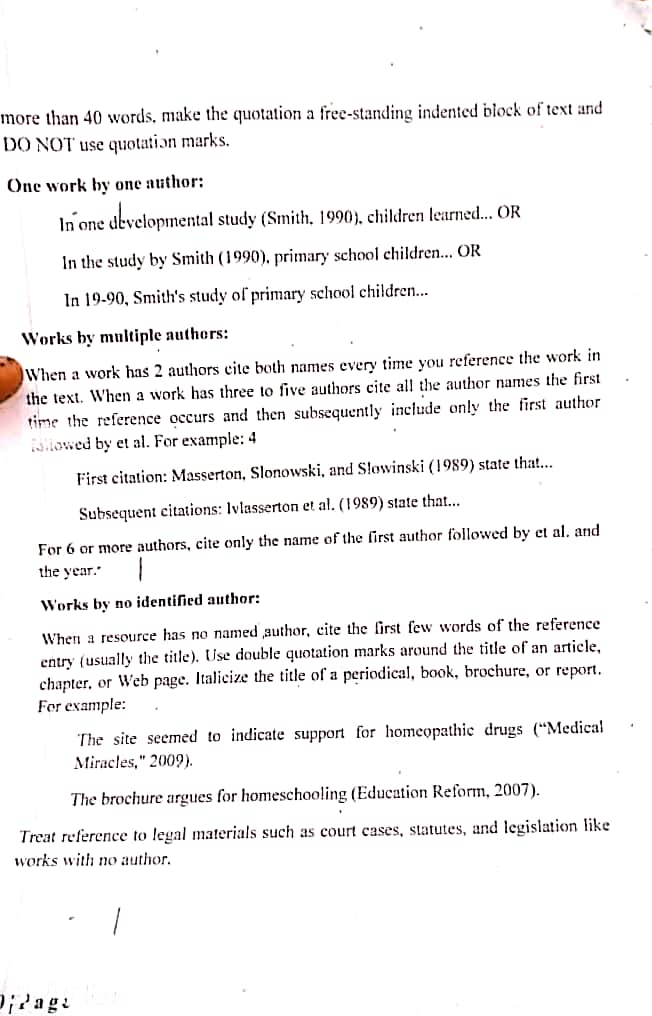 more than 40 words, make the quotation a free-standing indented block of text and
DO NOT use quotation marks.
One work by one author:
In one developmental study (Smith, 1990), children learned... OR
In the study by Smith (1990), primary school children... OR
In 19-90, Smith's study of primary school children...
Works by multiple authors:
When a work has 2 authors cite both names every time you reference the work in
the text. When a work has three to five authors cite all the author names the first
time the reference occurs and then subsequently include only the first author
followed by et al. For example: 4
First citation: Masserton, Slonowski, and Slowinski (1989) state that...
Subsequent citations: Ivlasserton et al. (1989) state that...
For 6 or more authors, cite only the name of the first author followed by et al. and
the year.
Works by no identified author:
When a resource has no named author, cite the first few words of the reference
entry (usually the title). Use double quotation marks around the title of an article,
chapter, or Web page. Italicize the title of a periodical, book, brochure, or report.
For example:
The site seemed to indicate support for homeopathic drugs (“Medical
Miracles," 2009).
The brochure argues for homeschooling (Education Reform, 2007).
Treat reference to legal materials such as court cases, statutes, and legislation like
works with no author.